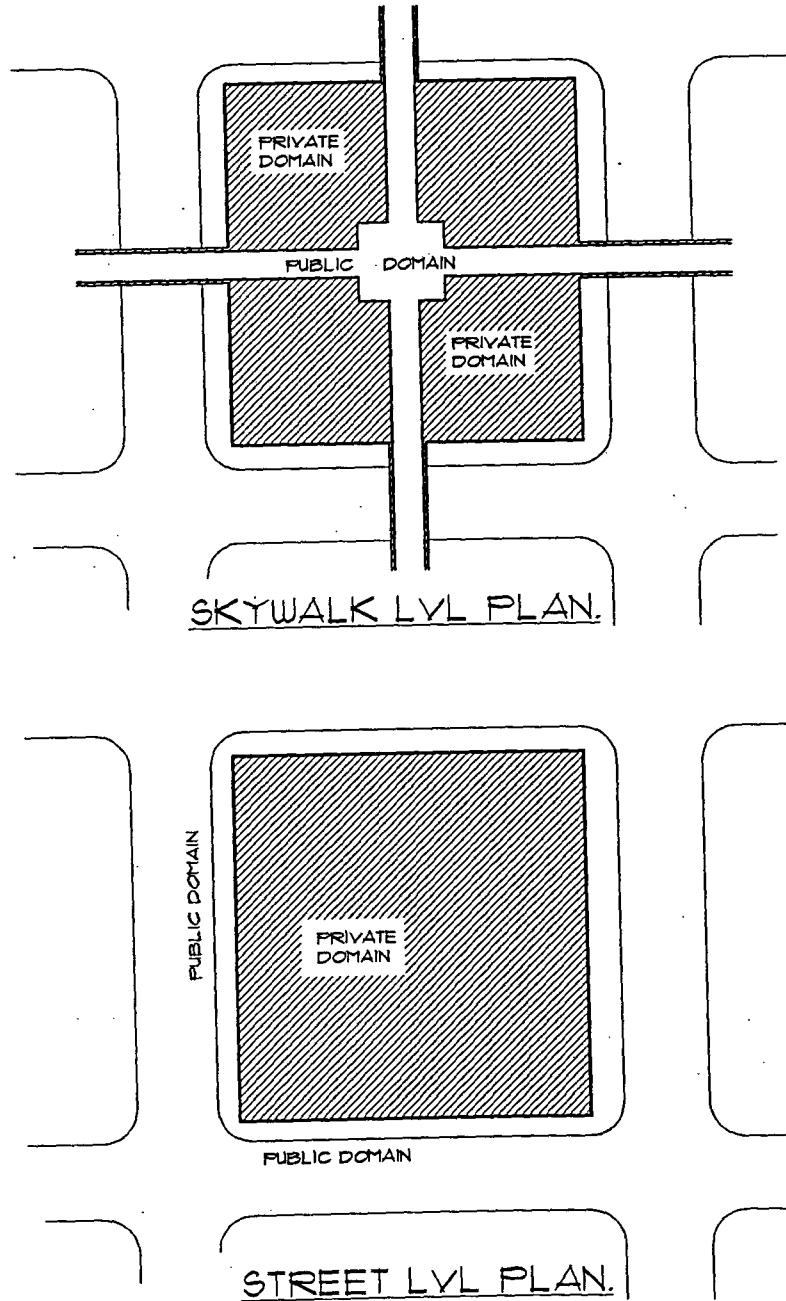 PRIVATE
DOMAIN
PUBLIC DOMAIN
PRIVATE
DOMAIN
SKYWALK LVL PLAN.
PUBLIC DOMAIN
PRIVATE
DOMAIN
PUBLIC DOMAIN
STREET LVL PLAN.